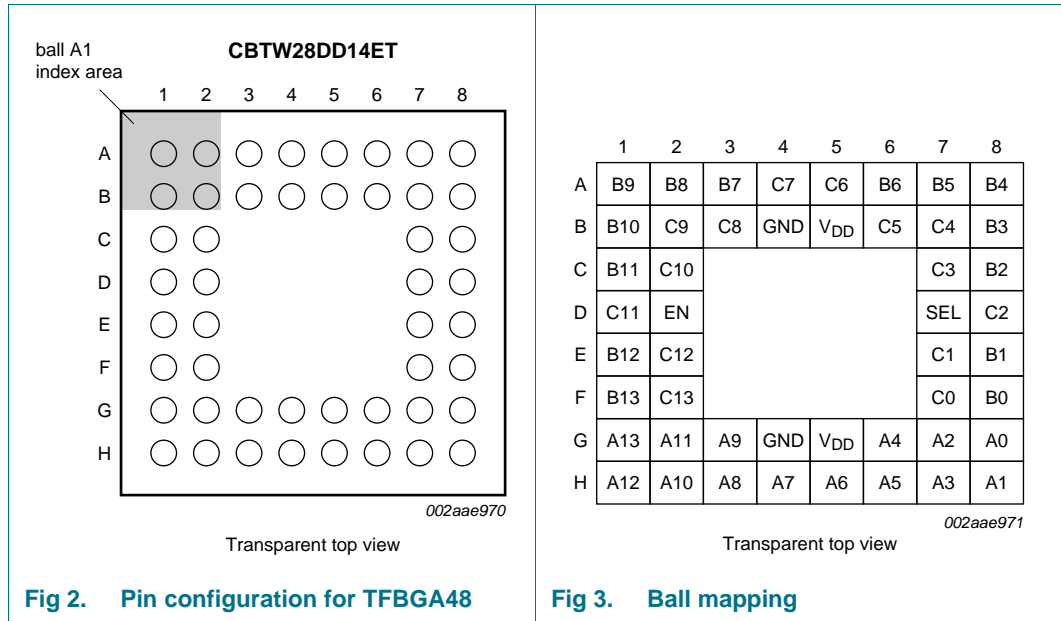 ball A1
index area
CBTW28DD14ET
1 2 3 4 5 6 7 8
A
B
C
D
E
F
G
H
002aae970
Transparent top view
Fig 2. Pin configuration for TFBGA48
1 2 3 4 5 6 7 8
A B9 B8 B7 C7 C6 B6 B5 B4
B B10 C9 C8 GND VDD C5 C4 B3
C B11 C10 C3 B2
D C11 EN SEL C2
E B12 C12 C1 B1
F B13 C13 C0 B0
G A13 A11 A9 GND VDD A4 A2 A0
H A12 A10 A8 A7 A6 A5 A3 A1
002aae971
Transparent top view
Fig 3. Ball mapping